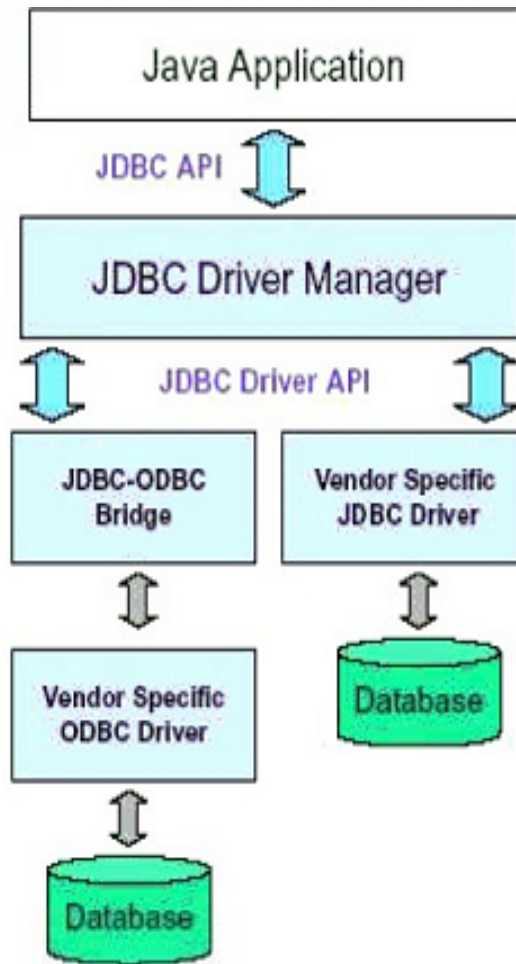 Java Application
JDBC API
JDBC Driver Manager
JDBC Driver API
JDBC-ODBC
Bridge
Vendor Specific
JDBC Driver
Vendor Specific
ODBC Driver
Database
Database